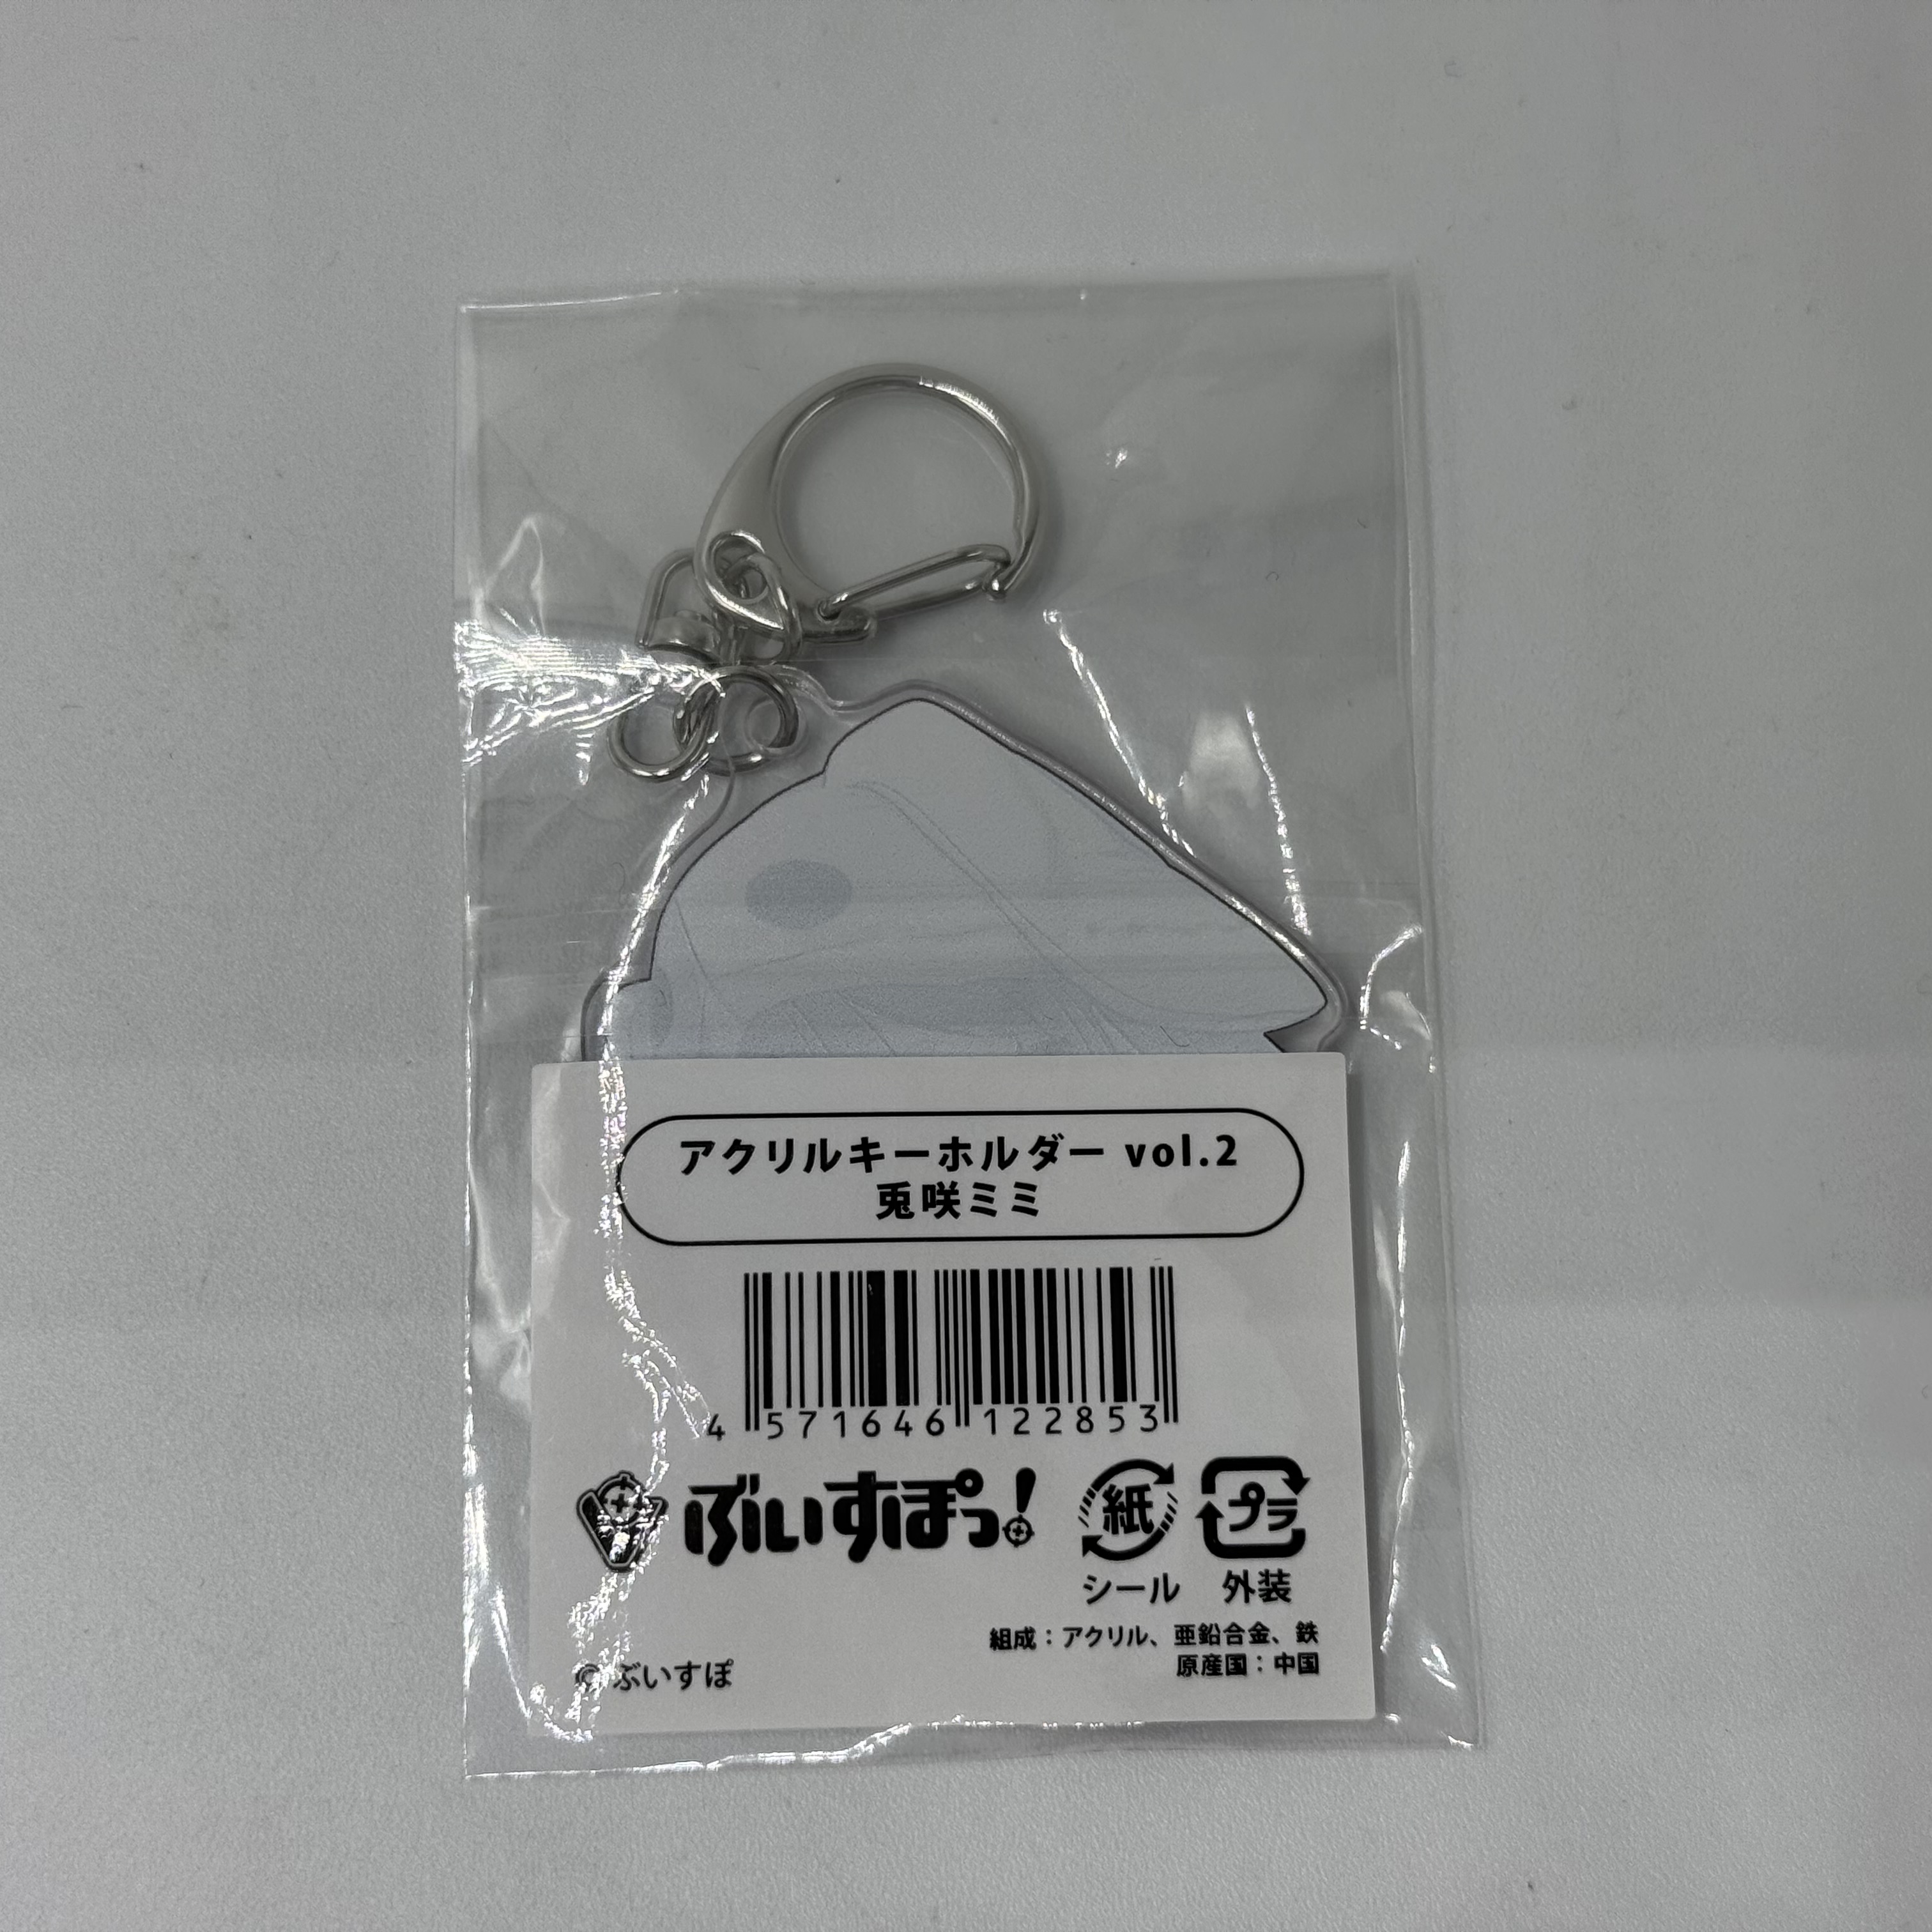 アクリルキーホルダー vol.2
兎咲ミミ
4 571646 122853
ぶいすぽっ!
紙 プラ
シール 外装
組成：アクリル、亜鉛合金、鉄
原産国：中国
© ぶいすぽ